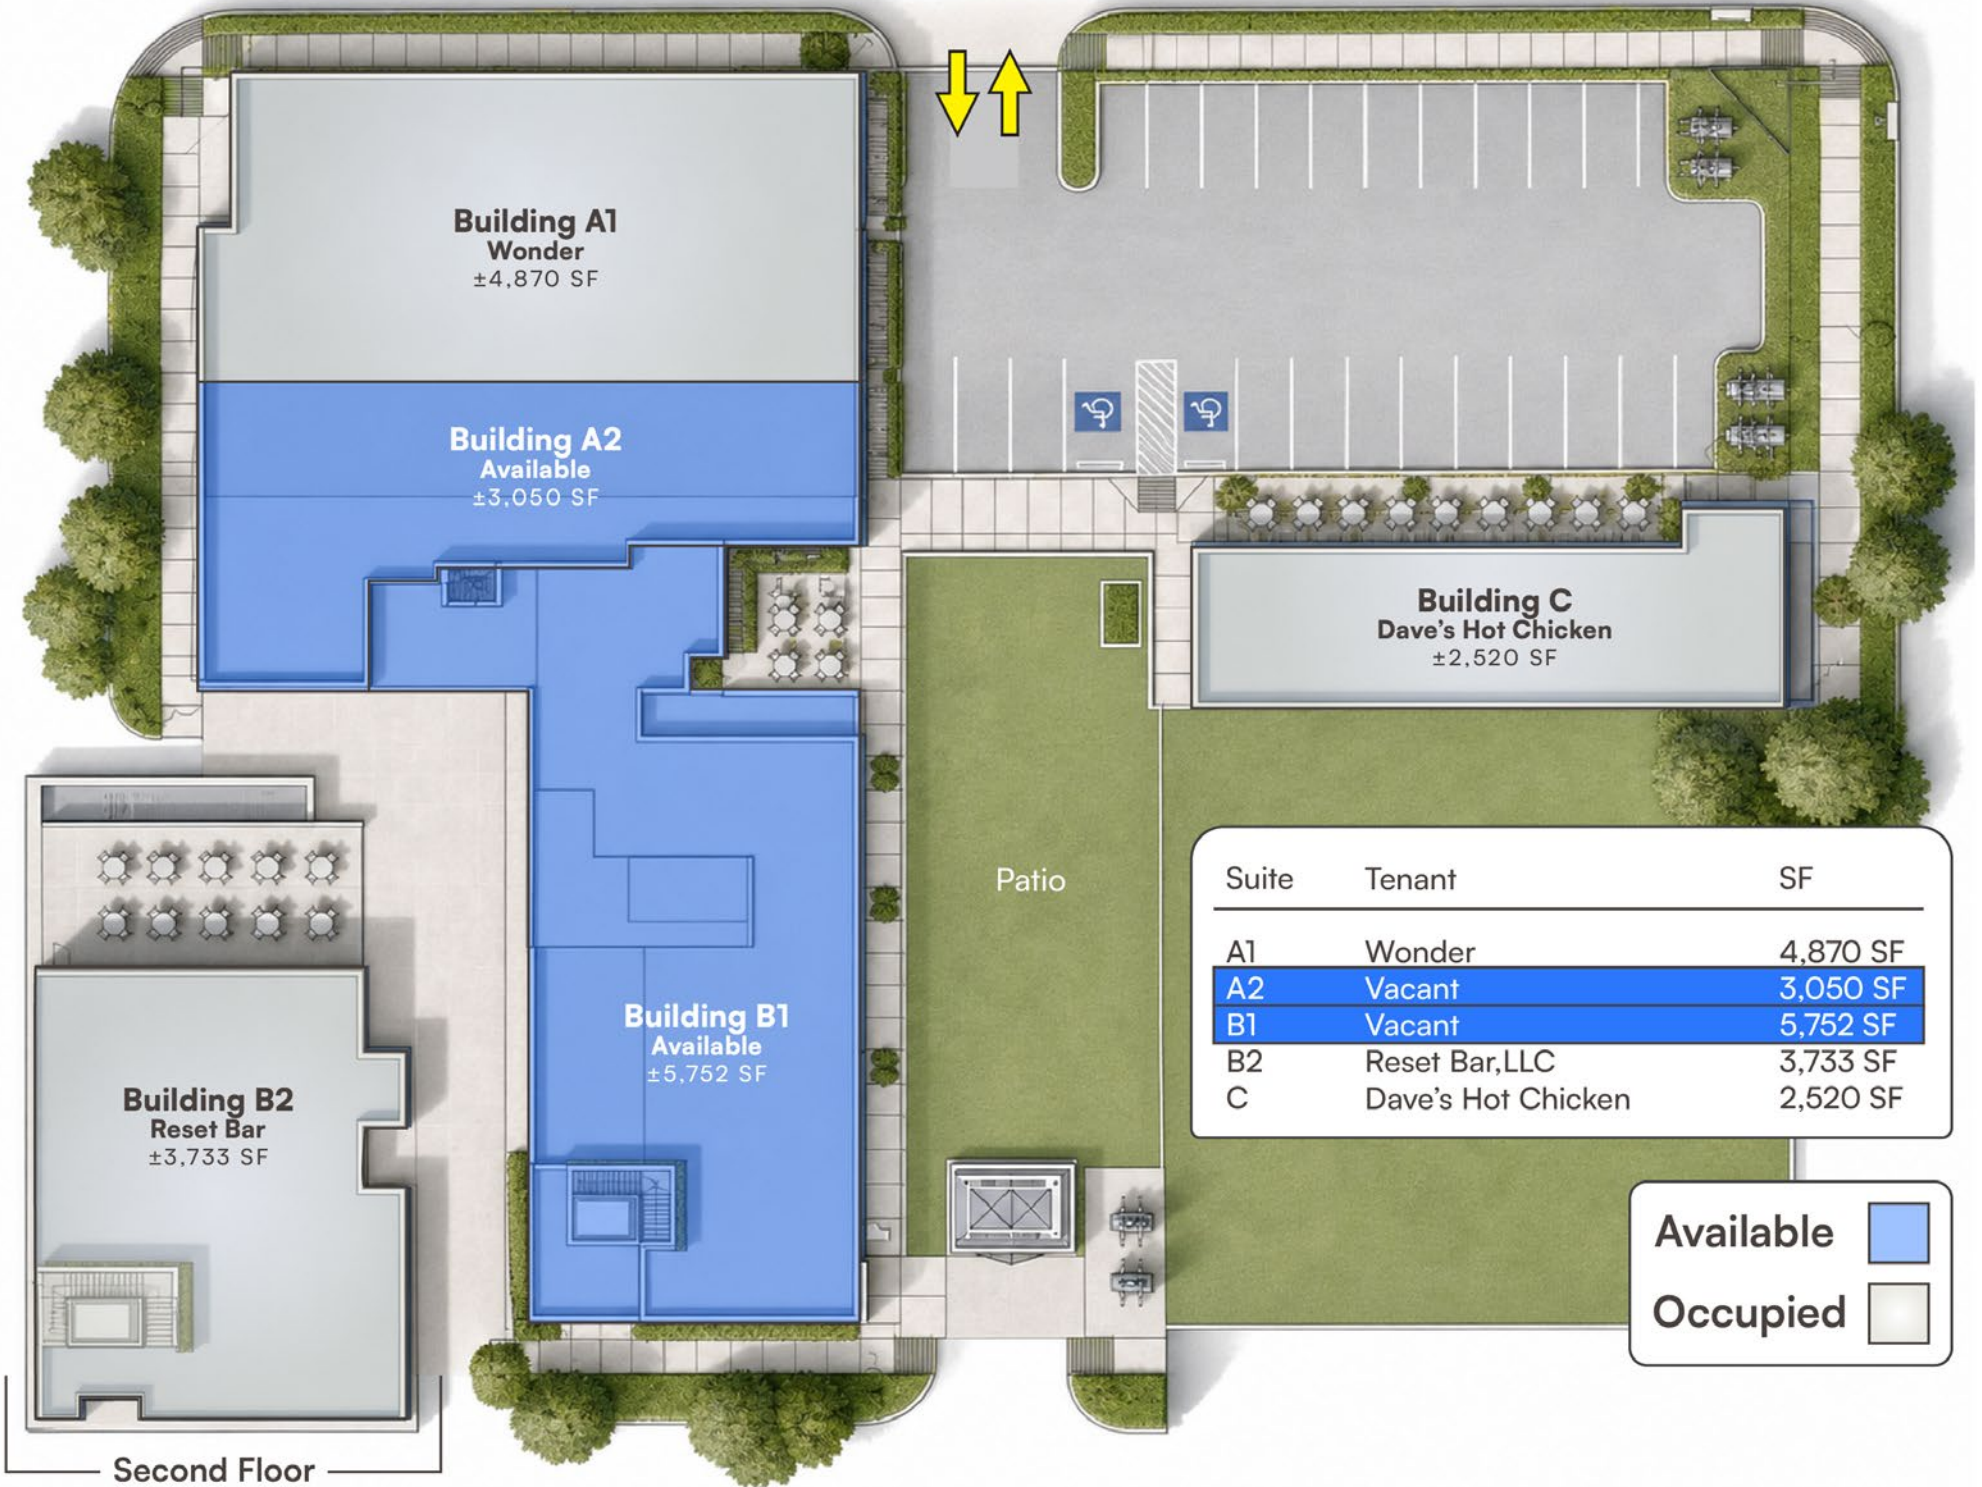 Building A1
Wonder
±4,870 SF
Building A2
Available
±3,050 SF
Building C
Dave's Hot Chicken
±2,520 SF
Patio
Building B1
Available
±5,752 SF
Building B2
Reset Bar
±3,733 SF
Second Floor
Suite Tenant SF
A1 Wonder 4,870 SF
A2 Vacant 3,050 SF
B1 Vacant 5,752 SF
B2 Reset Bar,LLC 3,733 SF
C Dave's Hot Chicken 2,520 SF
Available
Occupied